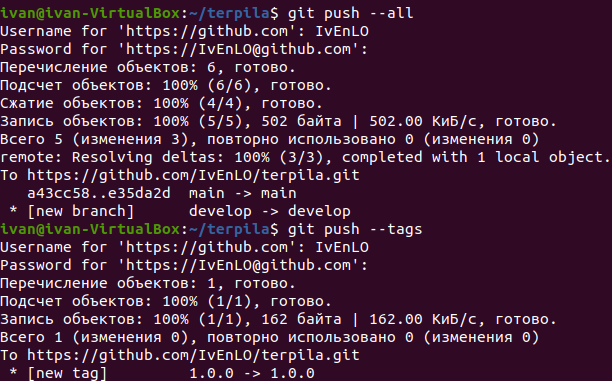 ivan@ivan-VirtualBox:~/terpila$ git push --all
Username for 'https://github.com': IvEnLO
Password for 'https://IvEnLO@github.com':
Перечисление объектов: 6, готово.
Подсчет объектов: 100% (6/6), готово.
Сжатие объектов: 100% (4/4), готово.
Запись объектов: 100% (5/5), 502 байта | 502.00 КиБ/с, готово.
Всего 5 (изменения 3), повторно использовано 0 (изменения 0)
remote: Resolving deltas: 100% (3/3), completed with 1 local object.
To https://github.com/IvEnLO/terpila.git
   a43cc58..e35da2d  main -> main
 * [new branch]      develop -> develop
ivan@ivan-VirtualBox:~/terpila$ git push --tags
Username for 'https://github.com': IvEnLO
Password for 'https://IvEnLO@github.com':
Перечисление объектов: 1, готово.
Подсчет объектов: 100% (1/1), готово.
Запись объектов: 100% (1/1), 162 байта | 162.00 КиБ/с, готово.
Всего 1 (изменения 0), повторно использовано 0 (изменения 0)
To https://github.com/IvEnLO/terpila.git
 * [new tag]         1.0.0 -> 1.0.0